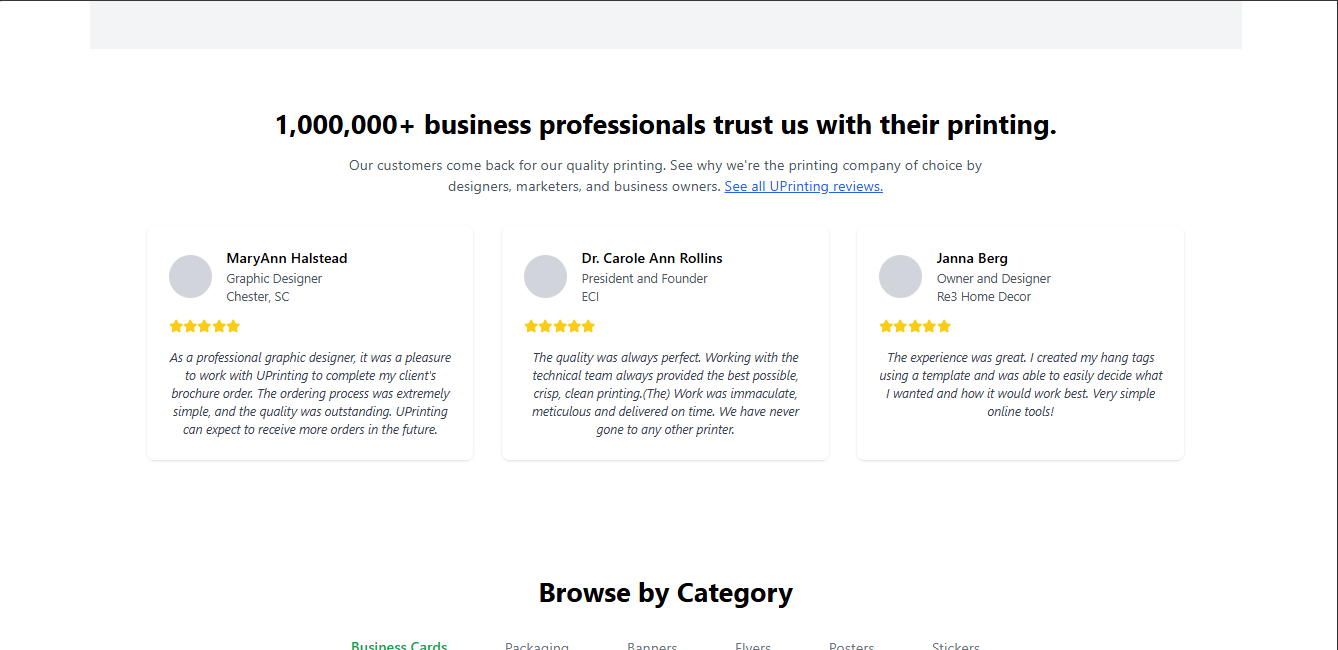 1,000,000+ business professionals trust us with their printing.
Our customers come back for our quality printing. See why we're the printing company of choice by
designers, marketers, and business owners. See all UPrinting reviews.
MaryAnn Halstead
Graphic Designer
Chester, SC
As a professional graphic designer, it was a pleasure
to work with UPrinting to complete my client's
brochure order. The ordering process was extremely
simple, and the quality was outstanding. UPrinting
can expect to receive more orders in the future.
Dr. Carole Ann Rollins
President and Founder
ECI
The quality was always perfect. Working with the
technical team always provided the best possible,
crisp, clean printing.(The) Work was immaculate,
meticulous and delivered on time. We have never
gone to any other printer.
Janna Berg
Owner and Designer
Re3 Home Decor
The experience was great. I created my hang tags
using a template and was able to easily decide what
I wanted and how it would work best. Very simple
online tools!
Browse by Category
Business Cards Packaging Banners Flyers Posters Stickers